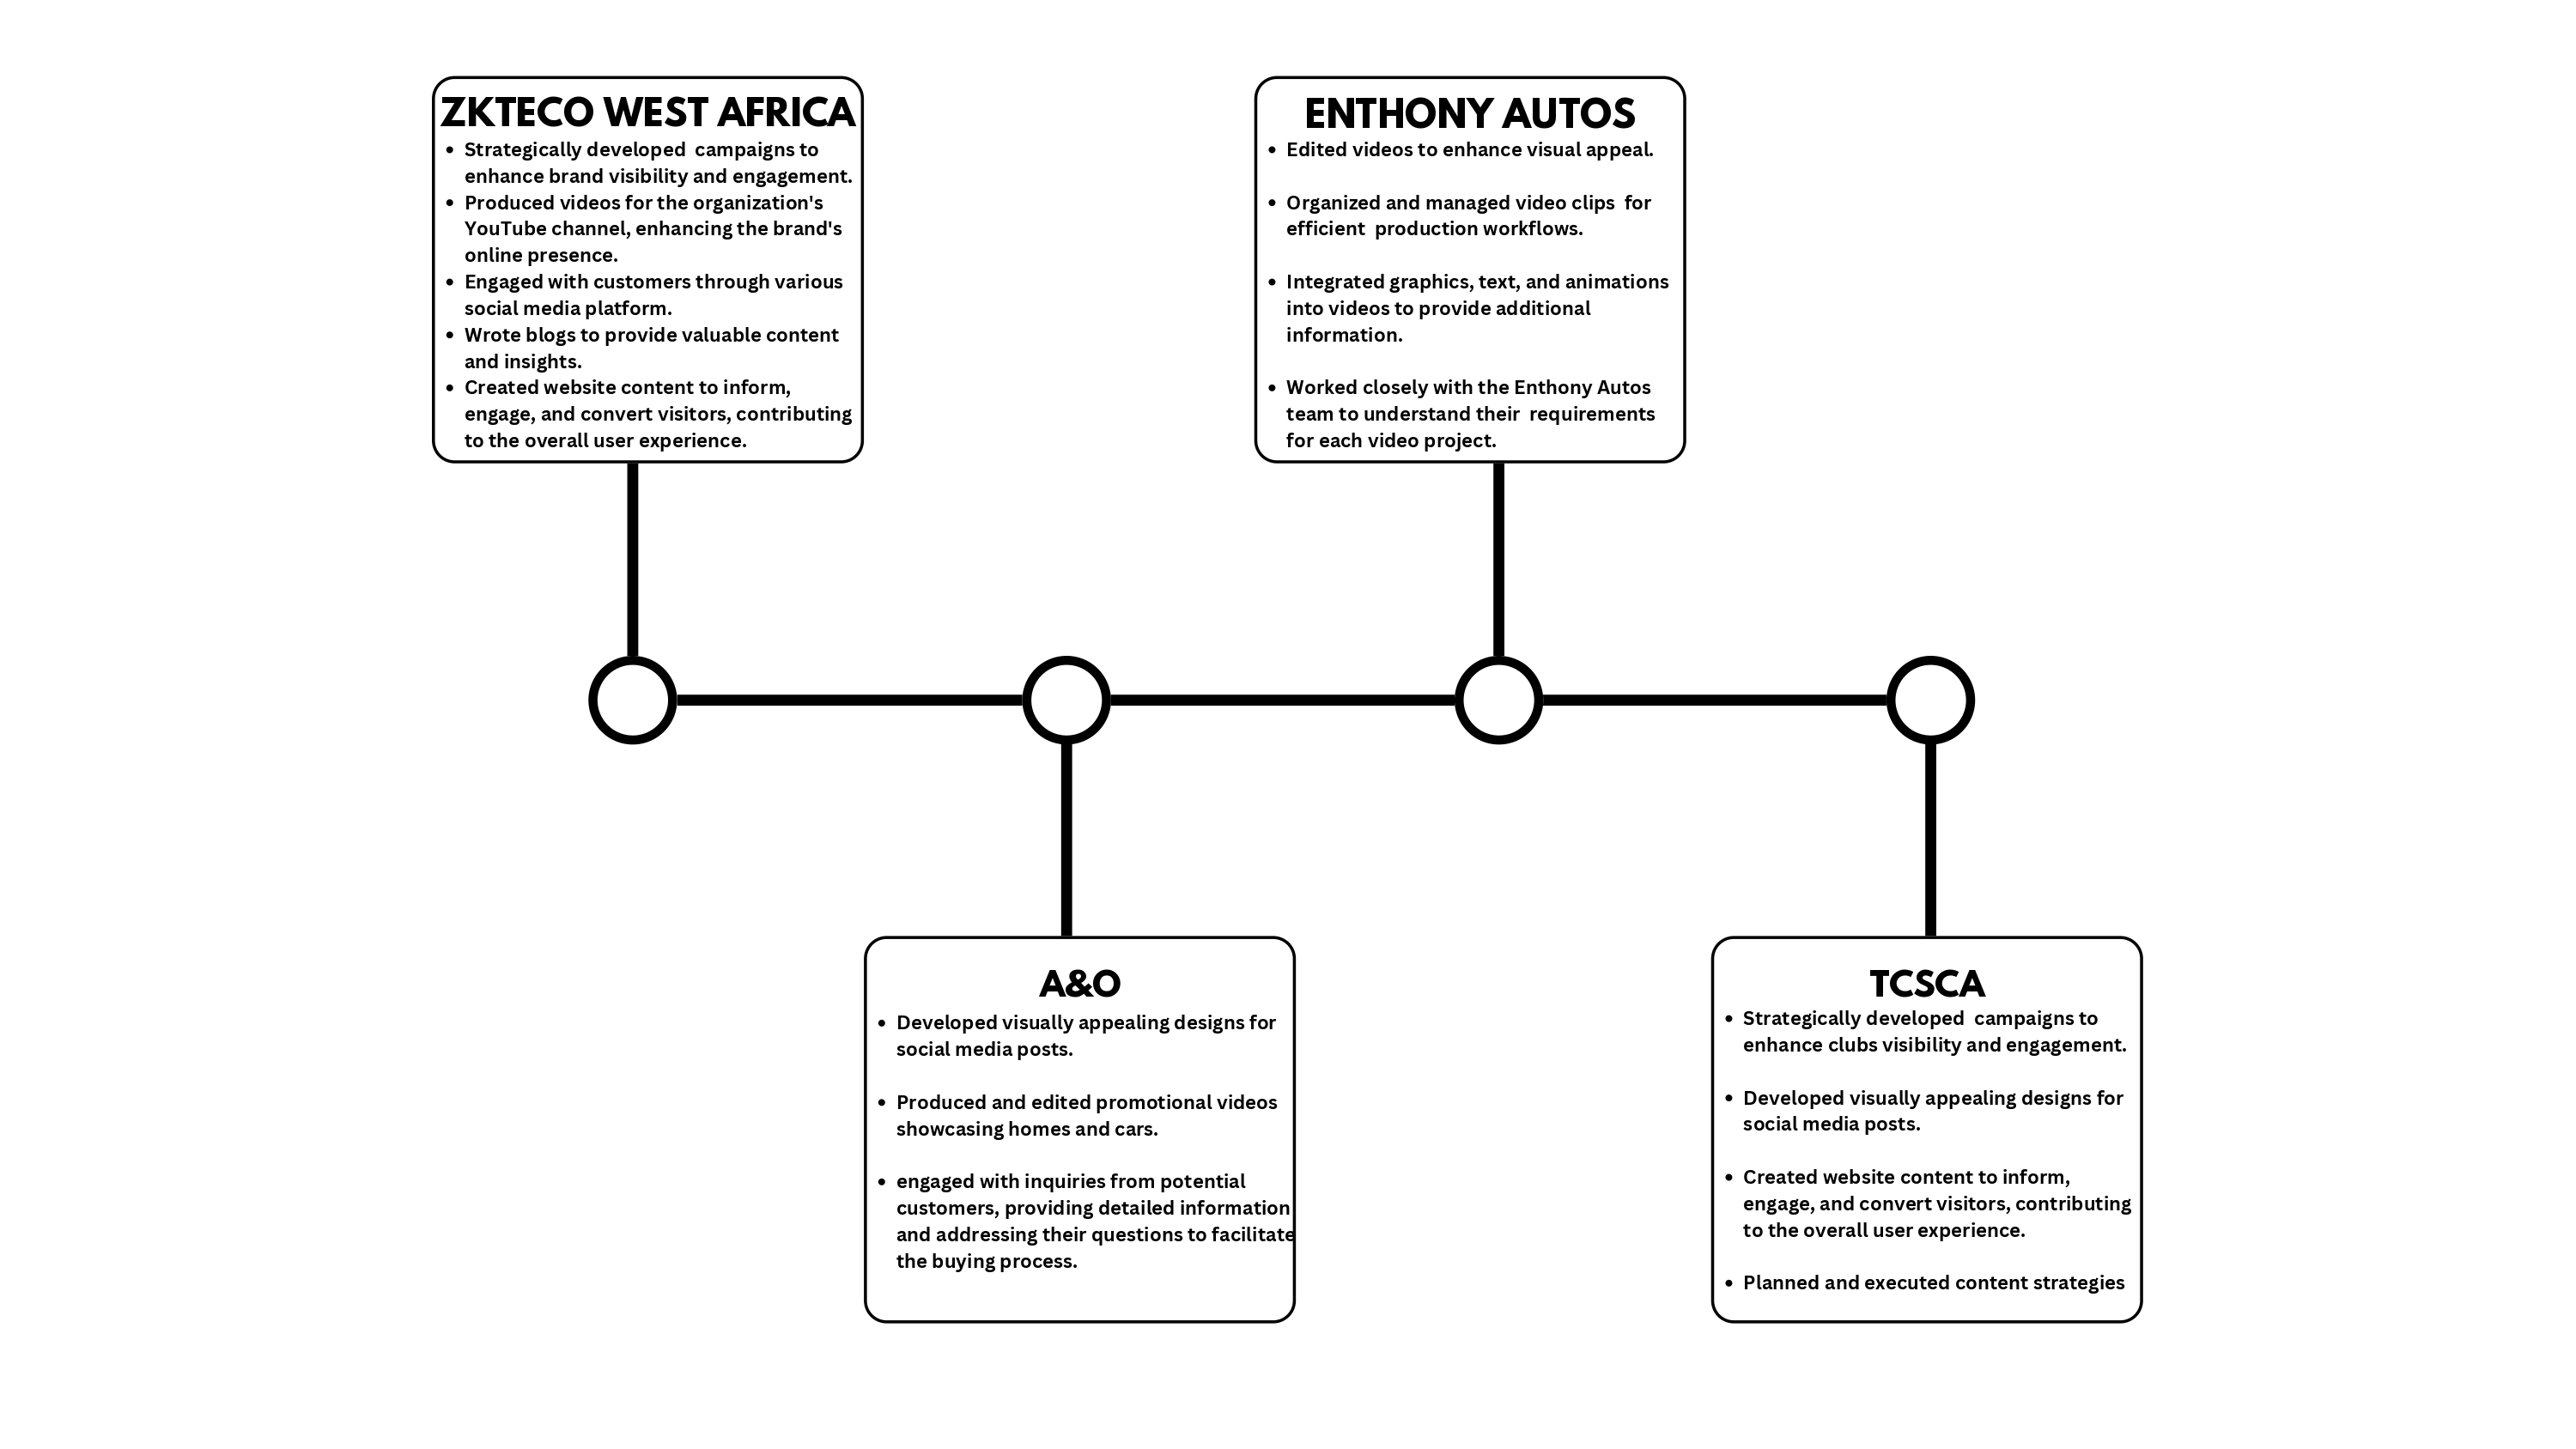 ZKTECO WEST AFRICA
• Strategically developed  campaigns to
enhance brand visibility and engagement.
• Produced videos for the organization's
YouTube channel, enhancing the brand's
online presence.
• Engaged with customers through various
social media platform.
• Wrote blogs to provide valuable content
and insights.
• Created website content to inform,
engage, and convert visitors, contributing
to the overall user experience.
ENTHONY AUTOS
• Edited videos to enhance visual appeal.
• Organized and managed video clips  for
efficient  production workflows.
• Integrated graphics, text, and animations
into videos to provide additional
information.
• Worked closely with the Enthony Autos
team to understand their  requirements
for each video project.
A&O
• Developed visually appealing designs for
social media posts.
• Produced and edited promotional videos
showcasing homes and cars.
• engaged with inquiries from potential
customers, providing detailed information
and addressing their questions to facilitate
the buying process.
TCSCA
• Strategically developed  campaigns to
enhance clubs visibility and engagement.
• Developed visually appealing designs for
social media posts.
• Created website content to inform,
engage, and convert visitors, contributing
to the overall user experience.
• Planned and executed content strategies